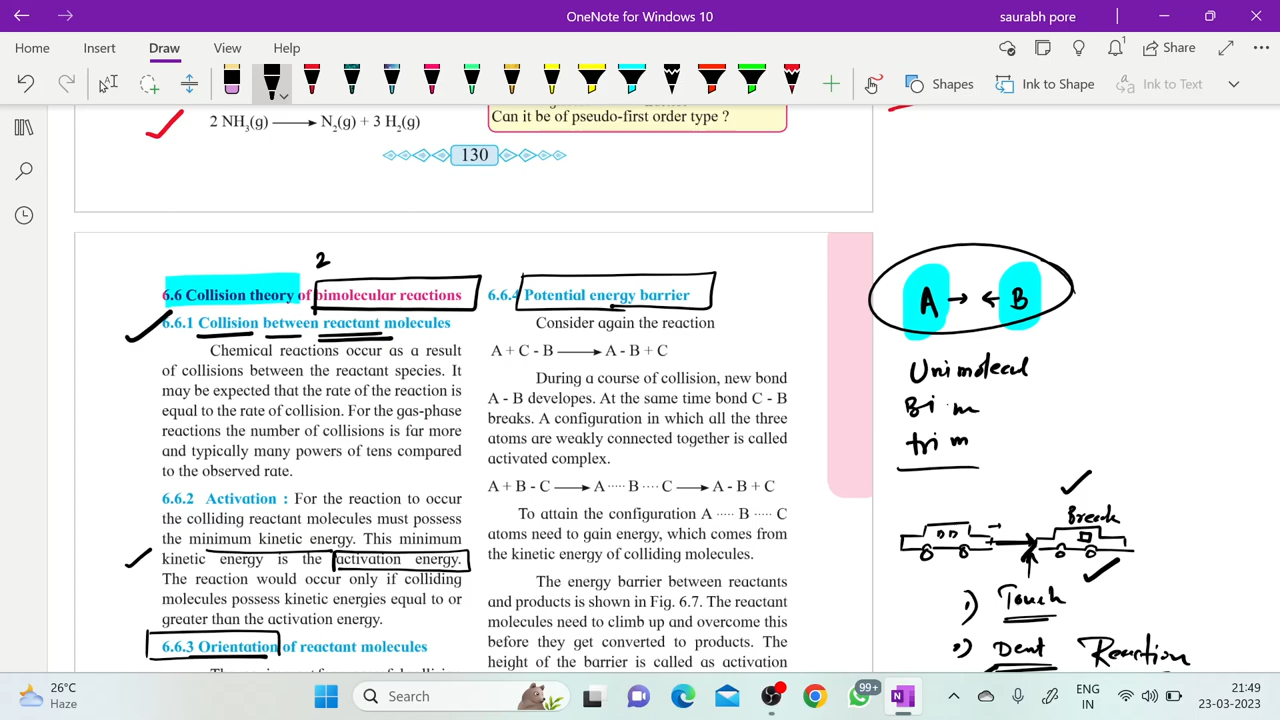 OneNote for Windows 10
saurabh pore
Home Insert Draw View Help
Share
Shapes
Ink to Shape
Ink to Text
2 NH3(g) ⟶ N2(g) + 3 H2(g)
Can it be of pseudo-first order type ?
130
2
6.6 Collision theory of bimolecular reactions
6.6.1 Collision between reactant molecules
Chemical reactions occur as a result
of collisions between the reactant species. It
may be expected that the rate of the reaction is
equal to the rate of collision. For the gas-phase
reactions the number of collisions is far more
and typically many powers of tens compared
to the observed rate.
6.6.2 Activation : For the reaction to occur
the colliding reactant molecules must possess
the minimum kinetic energy. This minimum
kinetic energy is the activation energy.
The reaction would occur only if colliding
molecules possess kinetic energies equal to or
greater than the activation energy.
6.6.3 Orientation of reactant molecules
6.6.4 Potential energy barrier
Consider again the reaction
A + C - B ⟶ A - B + C
During a course of collision, new bond
A - B developes. At the same time bond C - B
breaks. A configuration in which all the three
atoms are weakly connected together is called
activated complex.
A + B - C ⟶ A ····· B ····· C ⟶ A - B + C
To attain the configuration A ····· B ····· C
atoms need to gain energy, which comes from
the kinetic energy of colliding molecules.
The energy barrier between reactants
and products is shown in Fig. 6.7. The reactant
molecules need to climb up and overcome this
before they get converted to products. The
height of the barrier is called as activation
A → ← B
Unimolecul
Bi m
tri m
Break
1) Touch
2) Dent Reaction
26°C
Haze
Search
99+
ENG
IN
21:49
23-03-2023